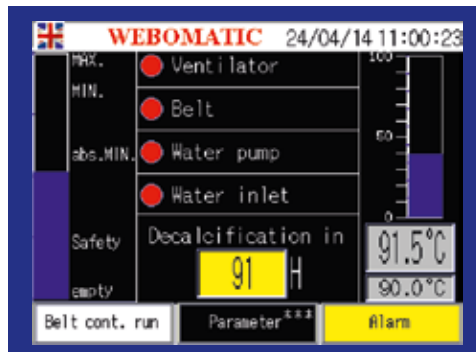 WEBOMATIC 24/04/14 11:00:23
MAX.
MIN.
abs.MIN.
Safety
empty
Ventilator
Belt
Water pump
Water inlet
Decalcification in
91 H
100
50
0
91.5°C
90.0°C
Belt cont. run
Parameter***
Alarm